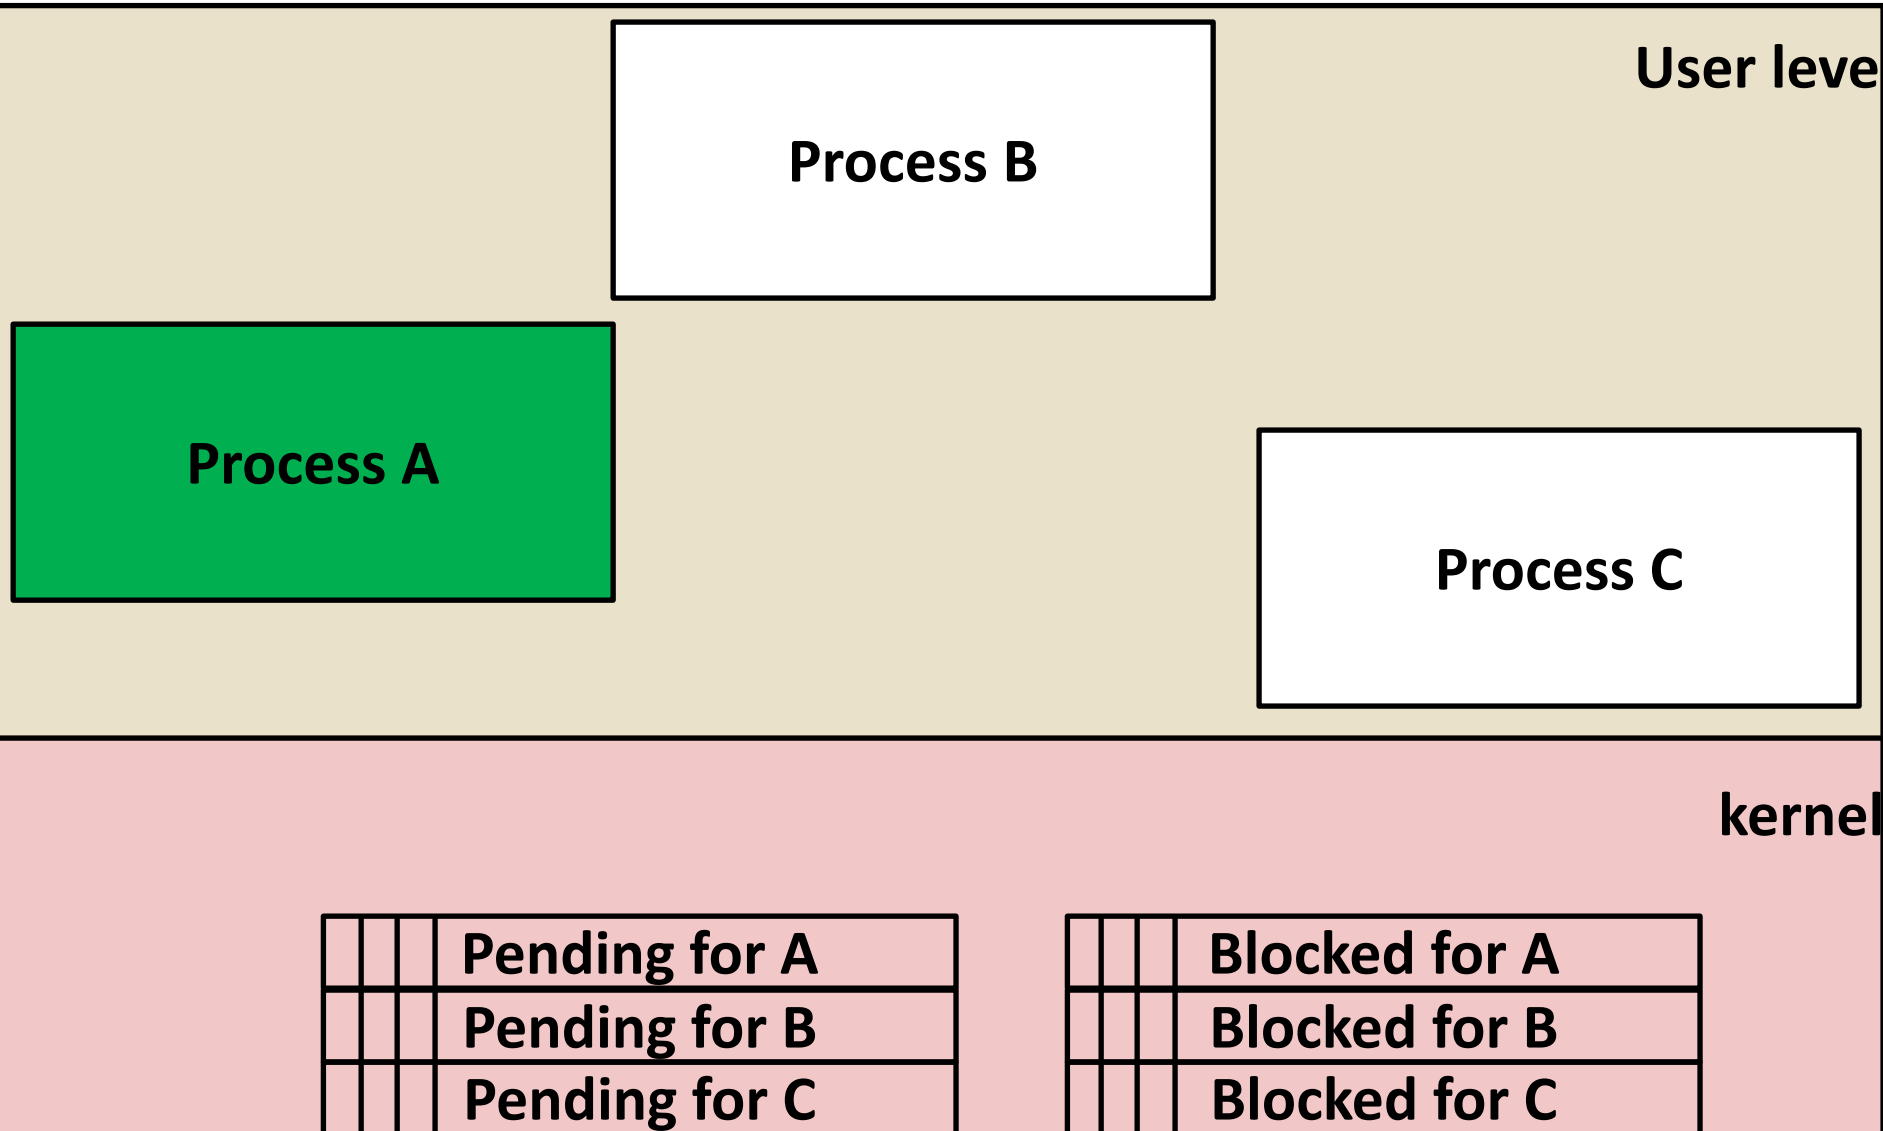 User leve
Process B
Process A
Process C
kernel
Pending for A
Blocked for A
Pending for B
Blocked for B
Pending for C
Blocked for C